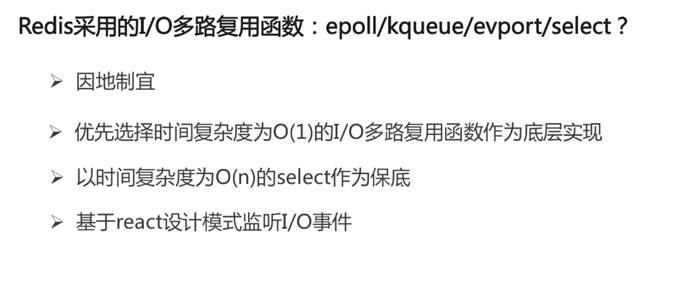 Redis采用的I/O多路复用函数：epoll/kqueue/evport/select？
➢ 因地制宜
➢ 优先选择时间复杂度为O(1)的I/O多路复用函数作为底层实现
➢ 以时间复杂度为O(n)的select作为保底
➢ 基于react设计模式监听I/O事件